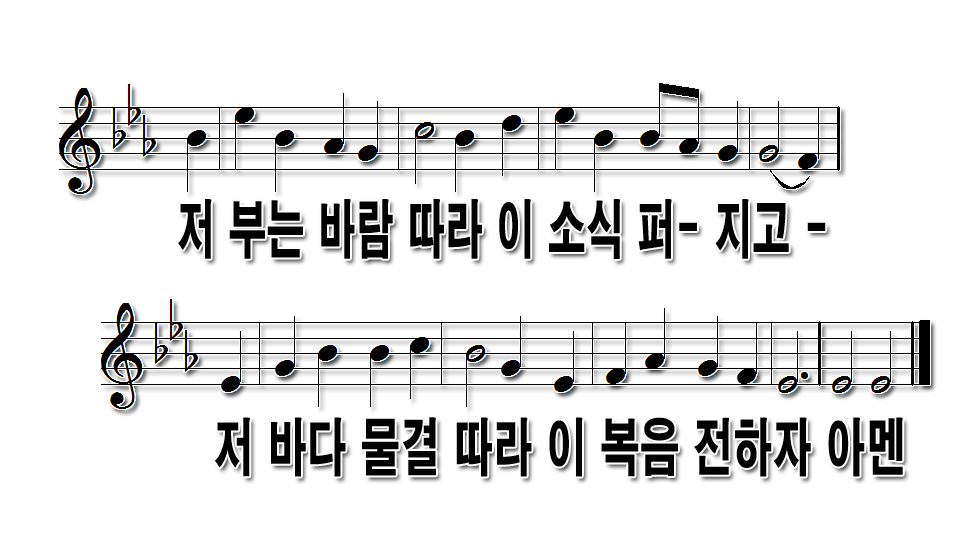 저 부는 바람 따라 이 소식 퍼- 지고 -
저 바다 물결 따라 이 복음 전하자 아멘